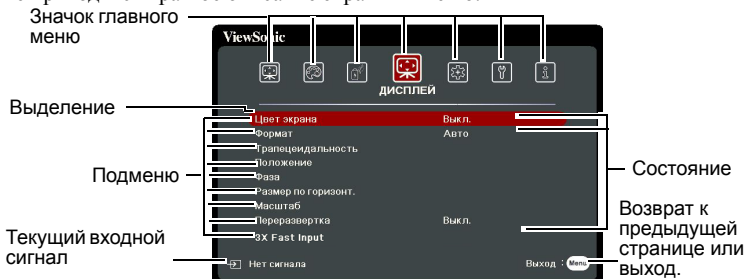 Значок главного
меню
ViewSonic
ДИСПЛЕЙ
Выделение
Цвет экрана Выкл.
Формат Авто
Трапецеидальность
Положение
Фаза
Размер по горизонт.
Масштаб
Переразвертка Выкл.
3X Fast Input
Подменю
Состояние
Текущий входной
сигнал
Нет сигнала
Выход : Menu
Возврат к
предыдущей
странице или
выход.